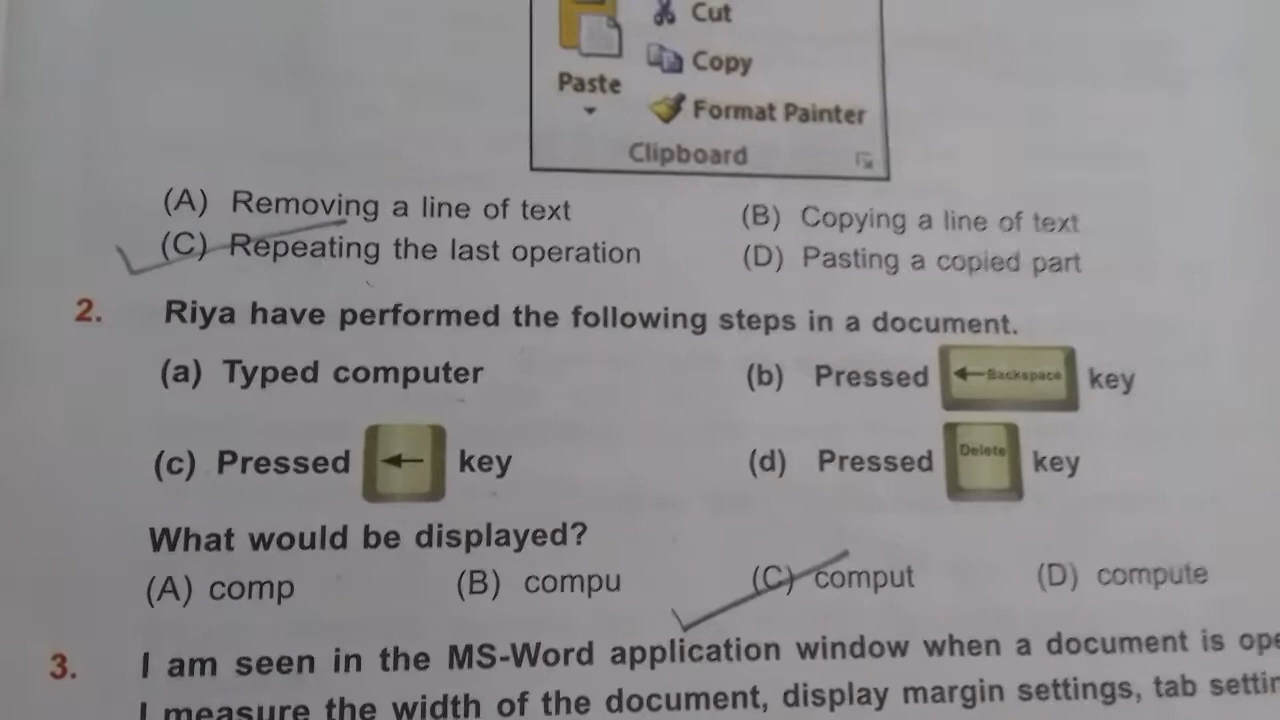 Cut
Copy
Paste
Format Painter
Clipboard
(A) Removing a line of text (B) Copying a line of text
(C) Repeating the last operation (D) Pasting a copied part
2. Riya have performed the following steps in a document.
(a) Typed computer (b) Pressed ←Backspace key
(c) Pressed ← key (d) Pressed Delete key
What would be displayed?
(A) comp (B) compu (C) comput (D) compute
3. I am seen in the MS-Word application window when a document is ope
I measure the width of the document, display margin settings, tab settin